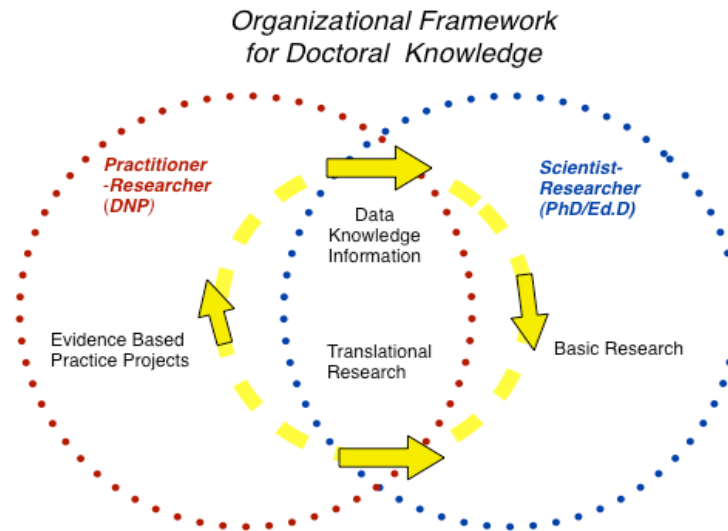 Organizational Framework
for Doctoral Knowledge
Practitioner
-Researcher
(DNP)
Scientist-
Researcher
(PhD/Ed.D)
Data
Knowledge
Information
Evidence Based
Practice Projects
Translational
Research
Basic Research